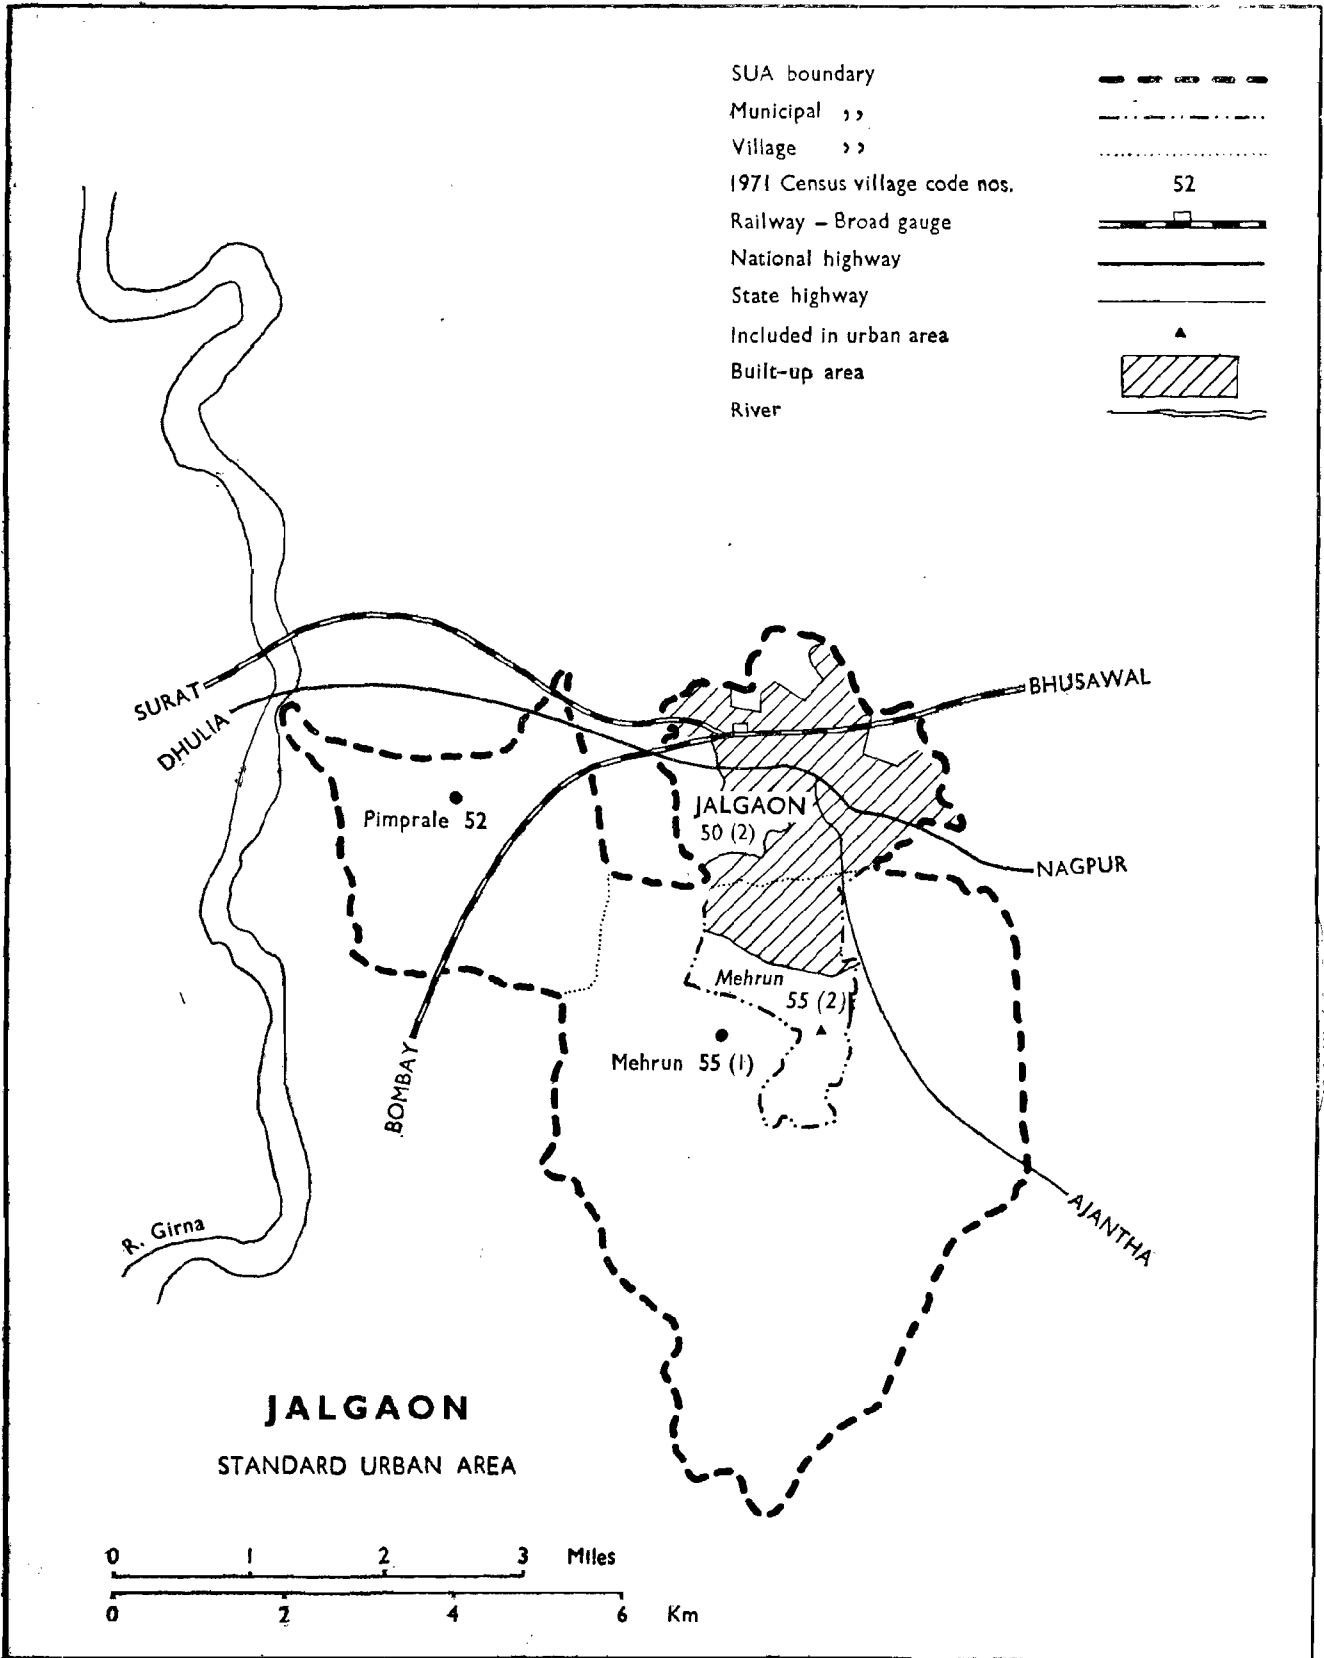 SUA boundary
Municipal ,,
Village ,,
1971 Census village code nos. 52
Railway – Broad gauge
National highway
State highway
Included in urban area
Built-up area
River
SURAT
DHULIA
BHUSAWAL
Pimprale 52
JALGAON
50 (2)
NAGPUR
Mehrun
55 (2)
Mehrun 55 (1)
BOMBAY
AJANTHA
R. Girna
JALGAON
STANDARD URBAN AREA
0 1 2 3 Miles
0 2 4 6 Km